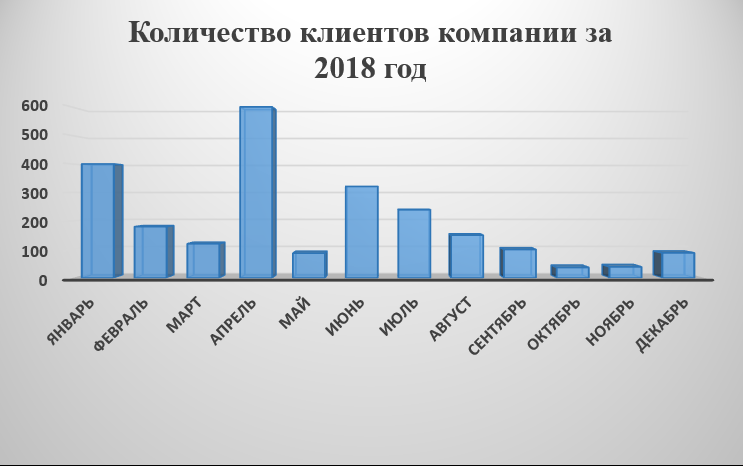 Количество клиентов компании за
2018 год
600
500
400
300
200
100
0
ЯНВАРЬ
ФЕВРАЛЬ
МАРТ
АПРЕЛЬ
МАЙ
ИЮНЬ
ИЮЛЬ
АВГУСТ
СЕНТЯБРЬ
ОКТЯБРЬ
НОЯБРЬ
ДЕКАБРЬ